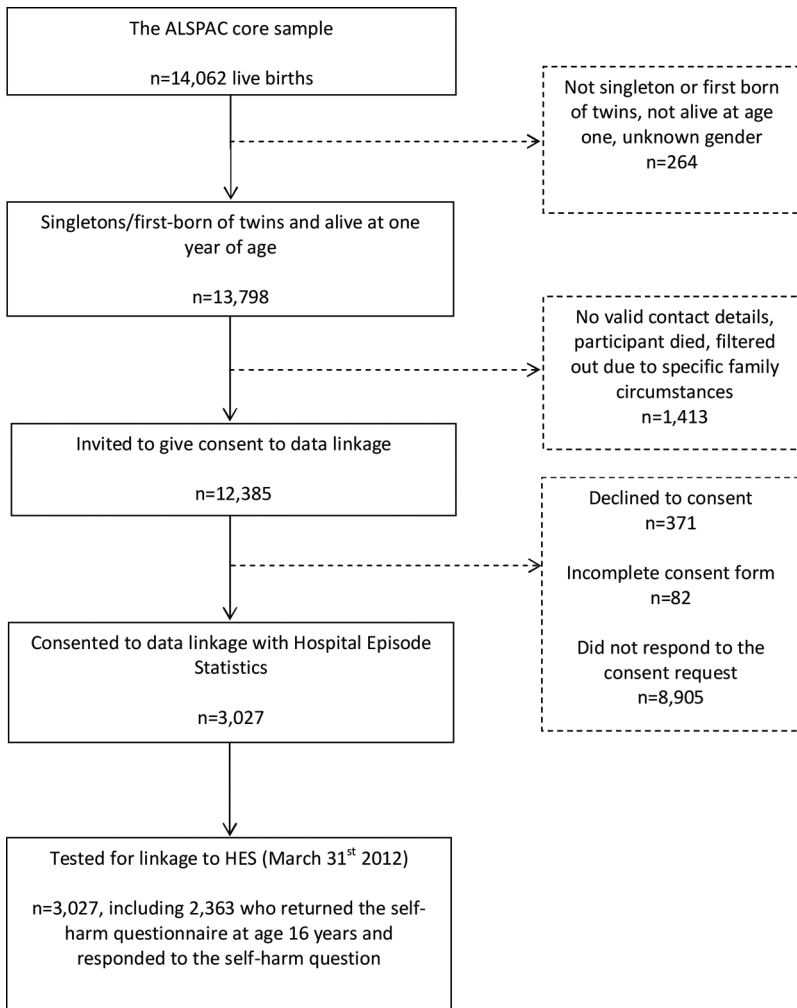 The ALSPAC core sample
n=14,062 live births
Not singleton or first born
of twins, not alive at age
one, unknown gender
n=264
Singletons/first-born of twins and alive at one
year of age
n=13,798
No valid contact details,
participant died, filtered
out due to specific family
circumstances
n=1,413
Invited to give consent to data linkage
n=12,385
Declined to consent
n=371
Incomplete consent form
n=82
Did not respond to the
consent request
n=8,905
Consented to data linkage with Hospital Episode
Statistics
n=3,027
Tested for linkage to HES (March 31st 2012)
n=3,027, including 2,363 who returned the self-
harm questionnaire at age 16 years and
responded to the self-harm question